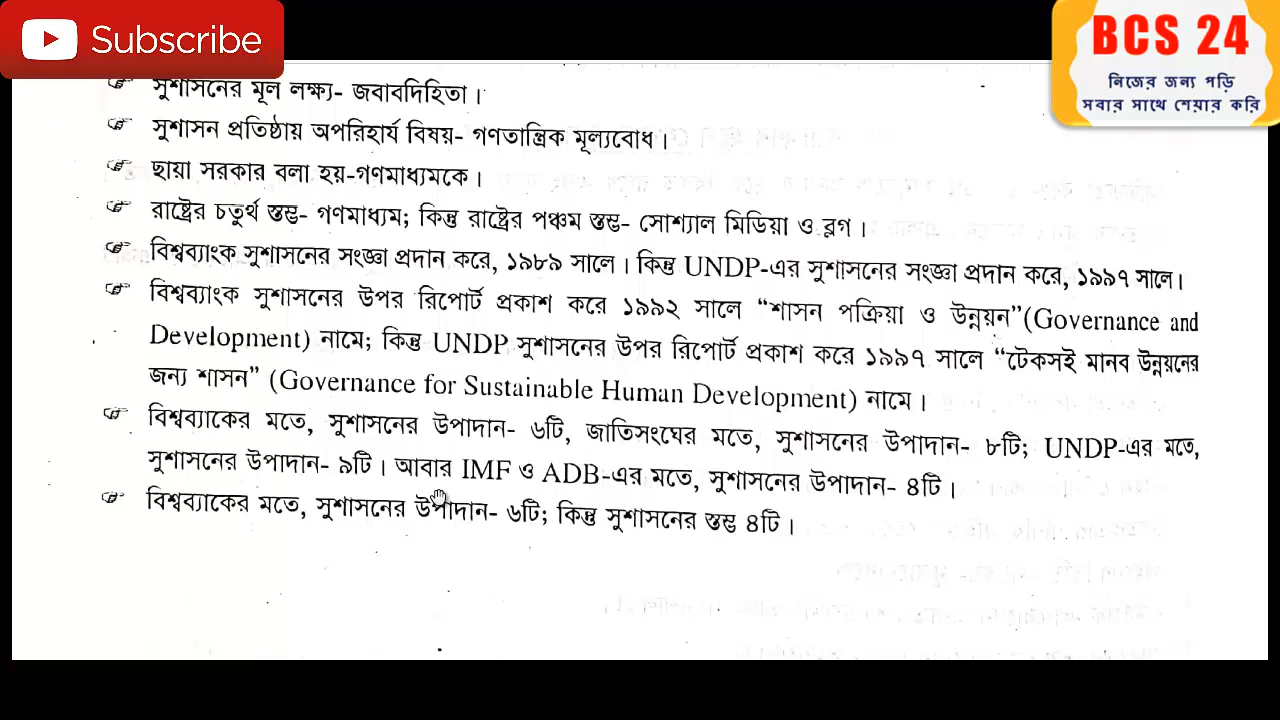 Subscribe
BCS 24
নিজের জন্য পড়ি
সবার সাথে শেয়ার করি
সুশাসনের মূল লক্ষ্য- জবাবদিহিতা।
সুশাসন প্রতিষ্ঠায় অপরিহার্য বিষয়- গণতান্ত্রিক মূল্যবোধ।
ছায়া সরকার বলা হয়-গণমাধ্যমকে।
রাষ্ট্রের চতুর্থ স্তম্ভ- গণমাধ্যম; কিন্তু রাষ্ট্রের পঞ্চম স্তম্ভ- সোশ্যাল মিডিয়া ও ব্লগ।
বিশ্বব্যাংক সুশাসনের সংজ্ঞা প্রদান করে, ১৯৮৯ সালে। কিন্তু UNDP-এর সুশাসনের সংজ্ঞা প্রদান করে, ১৯৯৭ সালে।
বিশ্বব্যাংক সুশাসনের উপর রিপোর্ট প্রকাশ করে ১৯৯২ সালে “শাসন পক্রিয়া ও উন্নয়ন”(Governance and
Development) নামে; কিন্তু UNDP সুশাসনের উপর রিপোর্ট প্রকাশ করে ১৯৯৭ সালে “টেকসই মানব উন্নয়নের
জন্য শাসন” (Governance for Sustainable Human Development) নামে।
বিশ্বব্যাকের মতে, সুশাসনের উপাদান- ৬টি, জাতিসংঘের মতে, সুশাসনের উপাদান- ৮টি; UNDP-এর মতে,
সুশাসনের উপাদান- ৯টি। আবার IMF ও ADB-এর মতে, সুশাসনের উপাদান- ৪টি।
বিশ্বব্যাকের মতে, সুশাসনের উপাদান- ৬টি; কিন্তু সুশাসনের স্তম্ভ ৪টি।